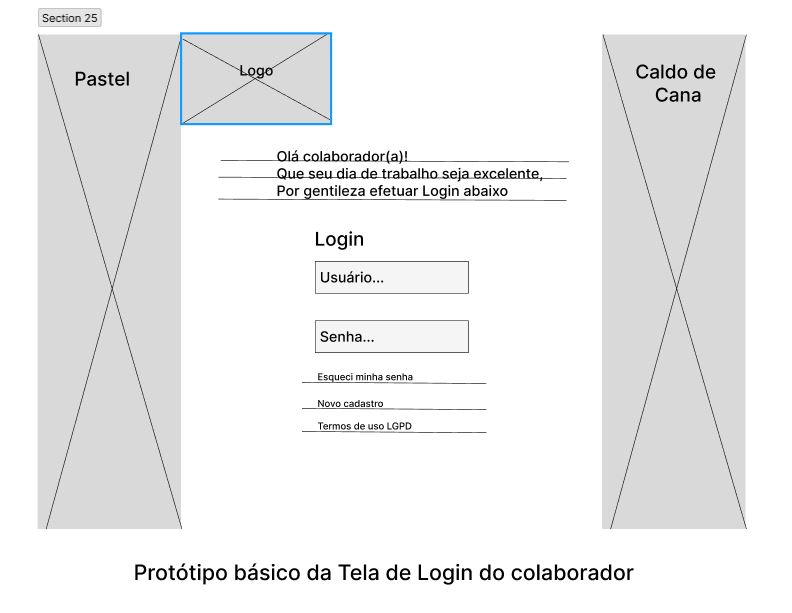 Section 25
Pastel
Logo
Caldo de
Cana
Olá colaborador(a)!
Que seu dia de trabalho seja excelente,
Por gentileza efetuar Login abaixo
Login
Usuário...
Senha...
Esqueci minha senha
Novo cadastro
Termos de uso LGPD
Protótipo básico da Tela de Login do colaborador